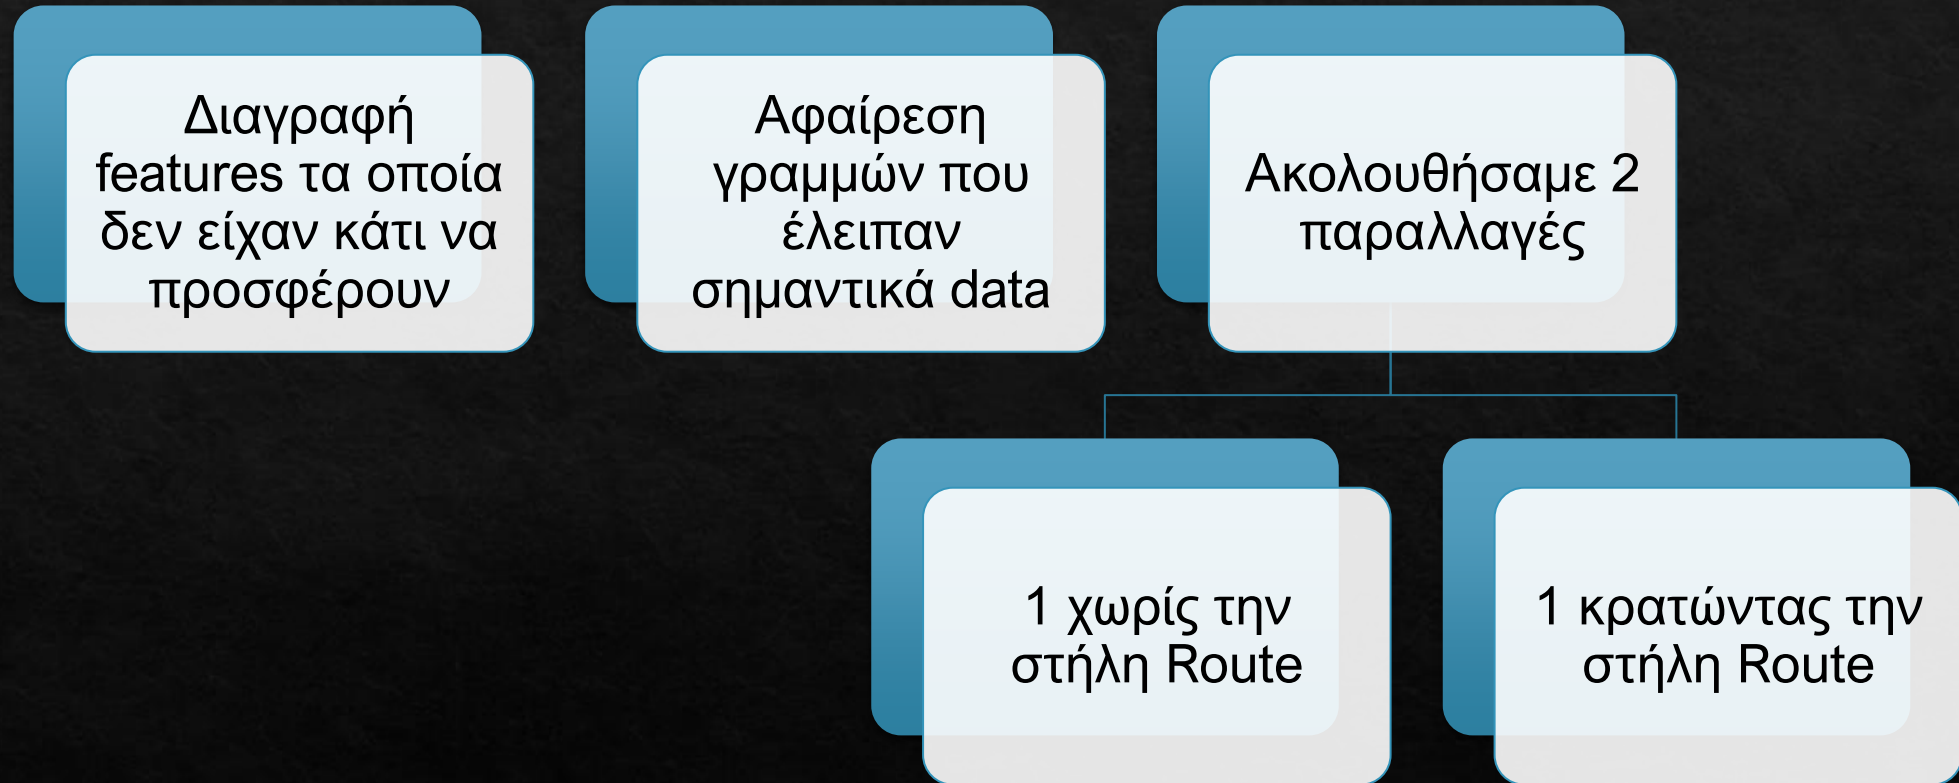 Διαγραφή
features τα οποία
δεν είχαν κάτι να
προσφέρουν
Αφαίρεση
γραμμών που
έλειπαν
σημαντικά data
Ακολουθήσαμε 2
παραλλαγές
1 χωρίς την
στήλη Route
1 κρατώντας την
στήλη Route